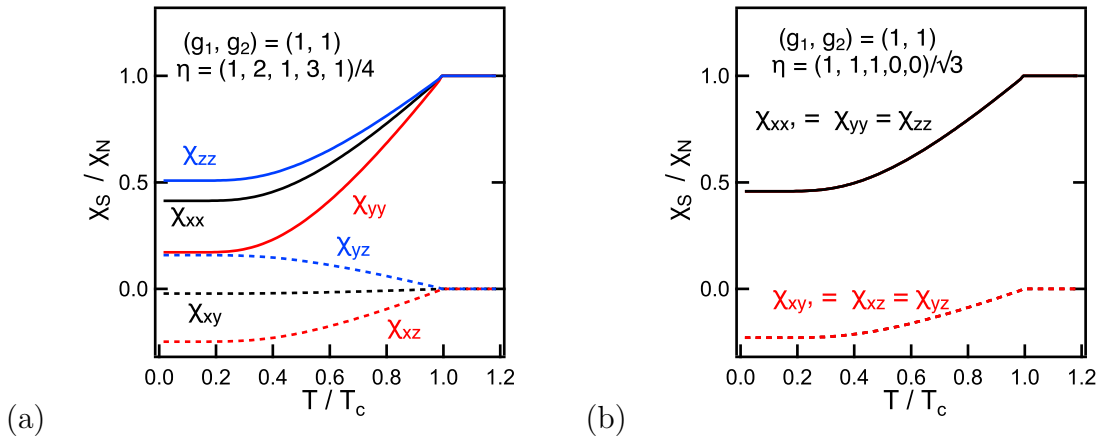 (g₁, g₂) = (1, 1)
η = (1, 2, 1, 3, 1)/4
χS / χN
1.0
0.5
0.0
χzz
χxx
χyy
χyz
χxy
χxz
0.0 0.2 0.4 0.6 0.8 1.0 1.2
T / Tc
(a)
(g₁, g₂) = (1, 1)
η = (1, 1,1,0,0)/√3
χS / χN
1.0
0.5
0.0
χxx, = χyy = χzz
χxy, = χxz = χyz
0.0 0.2 0.4 0.6 0.8 1.0 1.2
T / Tc
(b)